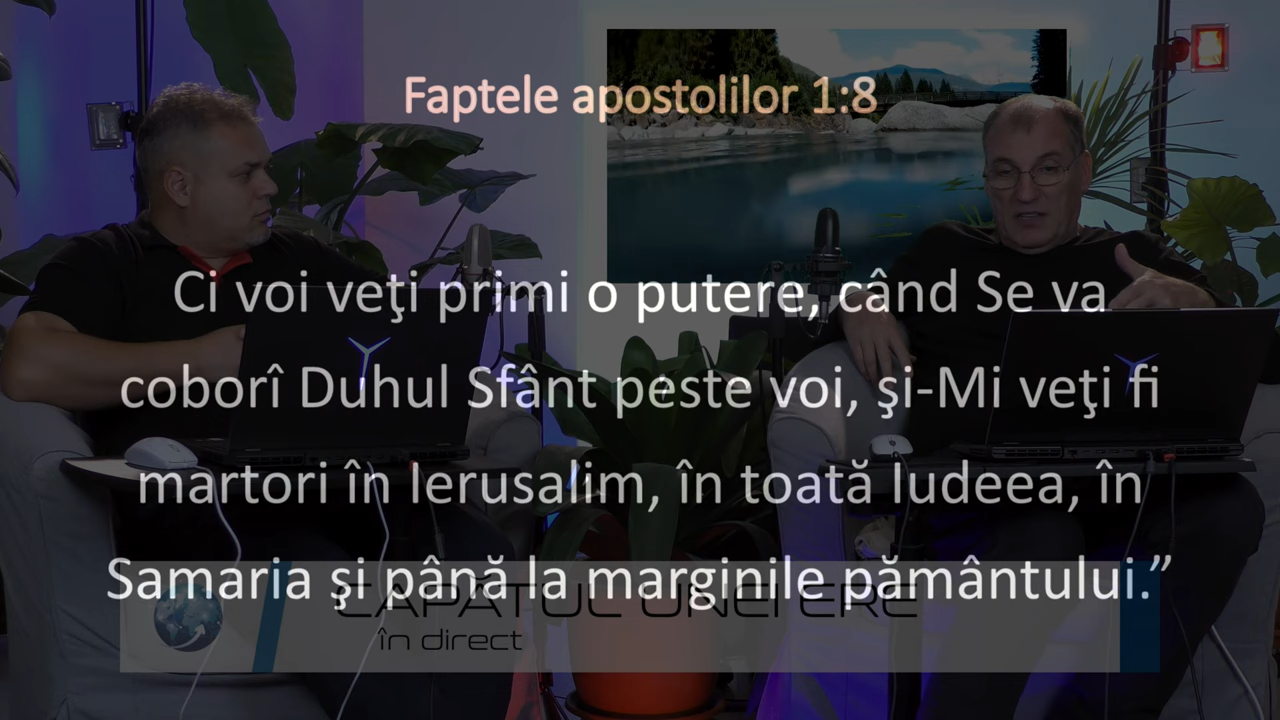 Faptele apostolilor 1:8
Ci voi veţi primi o putere, când Se va
coborî Duhul Sfânt peste voi, şi-Mi veţi fi
martori în Ierusalim, în toată Iudeea, în
Samaria şi până la marginile pământului.”
CAPĂTUL UNEI ERE
în direct